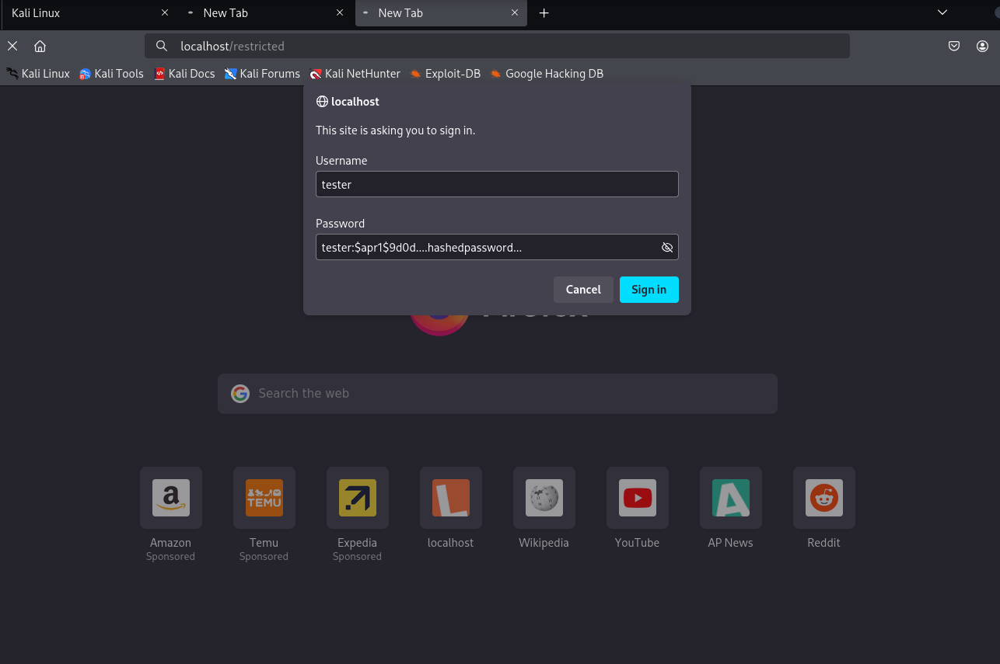 Kali Linux New Tab New Tab
localhost/restricted
Kali Linux Kali Tools Kali Docs Kali Forums Kali NetHunter Exploit-DB Google Hacking DB
localhost
This site is asking you to sign in.
Username
tester
Password
tester:$apr1$9d0d....hashedpassword...
Cancel Sign in
Search the web
a TEMU L A
Amazon Temu Expedia localhost Wikipedia YouTube AP News Reddit
Sponsored Sponsored Sponsored